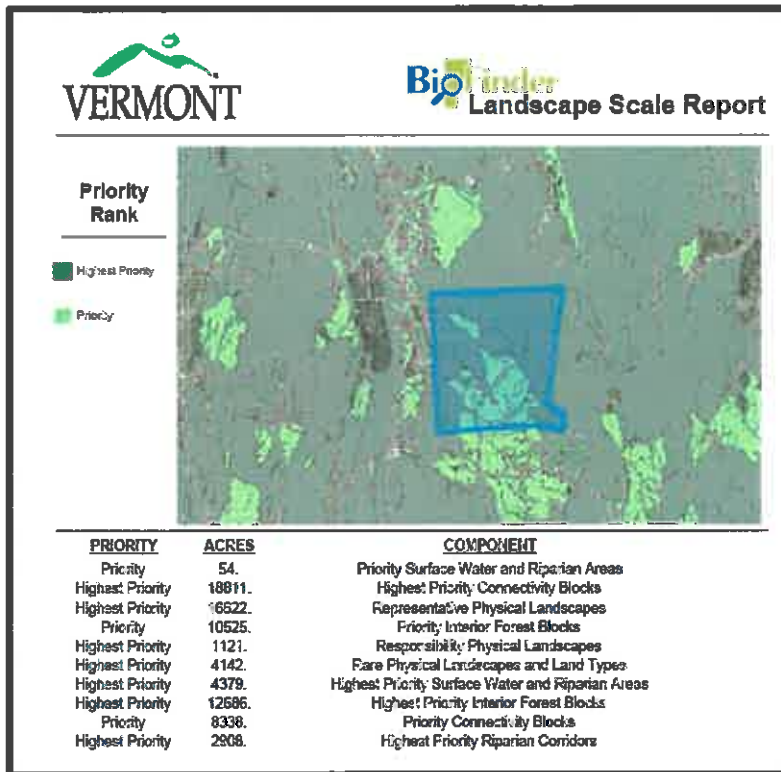 VERMONT
BioFinder
Landscape Scale Report
Priority
Rank
Highest Priority
Priority
PRIORITY ACRES COMPONENT
Priority 54. Priority Surface Water and Riparian Areas
Highest Priority 18811. Highest Priority Connectivity Blocks
Highest Priority 16622. Representative Physical Landscapes
Priority 10525. Priority Interior Forest Blocks
Highest Priority 1121. Responsibility Physical Landscapes
Highest Priority 4142. Rare Physical Landscapes and Land Types
Highest Priority 4379. Highest Priority Surface Water and Riparian Areas
Highest Priority 12686. Highest Priority Interior Forest Blocks
Priority 8338. Priority Connectivity Blocks
Highest Priority 2908. Highest Priority Riparian Corridors